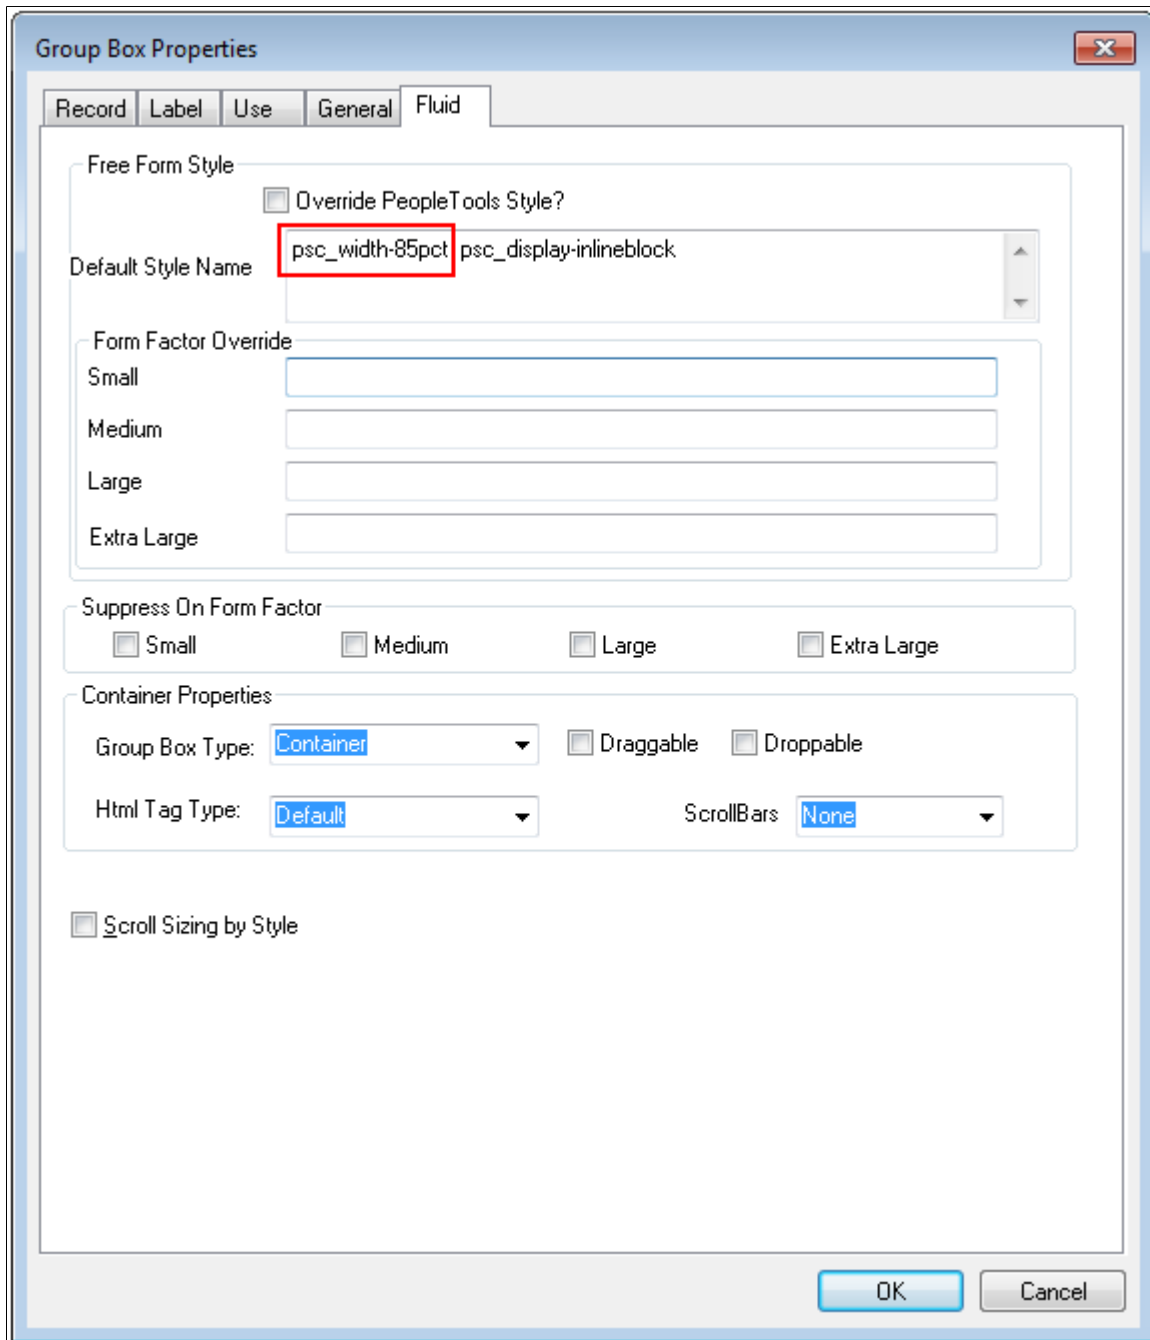 Group Box Properties
Record Label Use General Fluid
Free Form Style
Override PeopleTools Style?
Default Style Name psc_width-85pct psc_display-inlineblock
Form Factor Override
Small
Medium
Large
Extra Large
Suppress On Form Factor
Small Medium Large Extra Large
Container Properties
Group Box Type: Container Draggable Droppable
Html Tag Type: Default ScrollBars None
Scroll Sizing by Style
OK Cancel